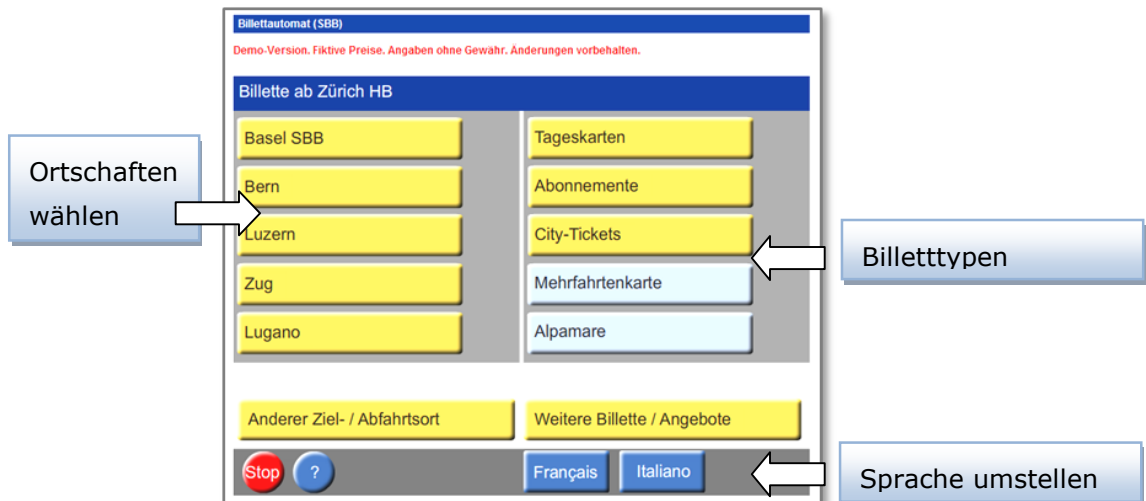 Billettautomat (SBB)
Demo-Version. Fiktive Preise. Angaben ohne Gewähr. Änderungen vorbehalten.
Billette ab Zürich HB
Basel SBB
Bern
Luzern
Zug
Lugano
Tageskarten
Abonnemente
City-Tickets
Mehrfahrtenkarte
Alpamare
Anderer Ziel- / Abfahrtsort
Weitere Billette / Angebote
Stop
?
Français
Italiano
Ortschaften
wählen
Billetttypen
Sprache umstellen